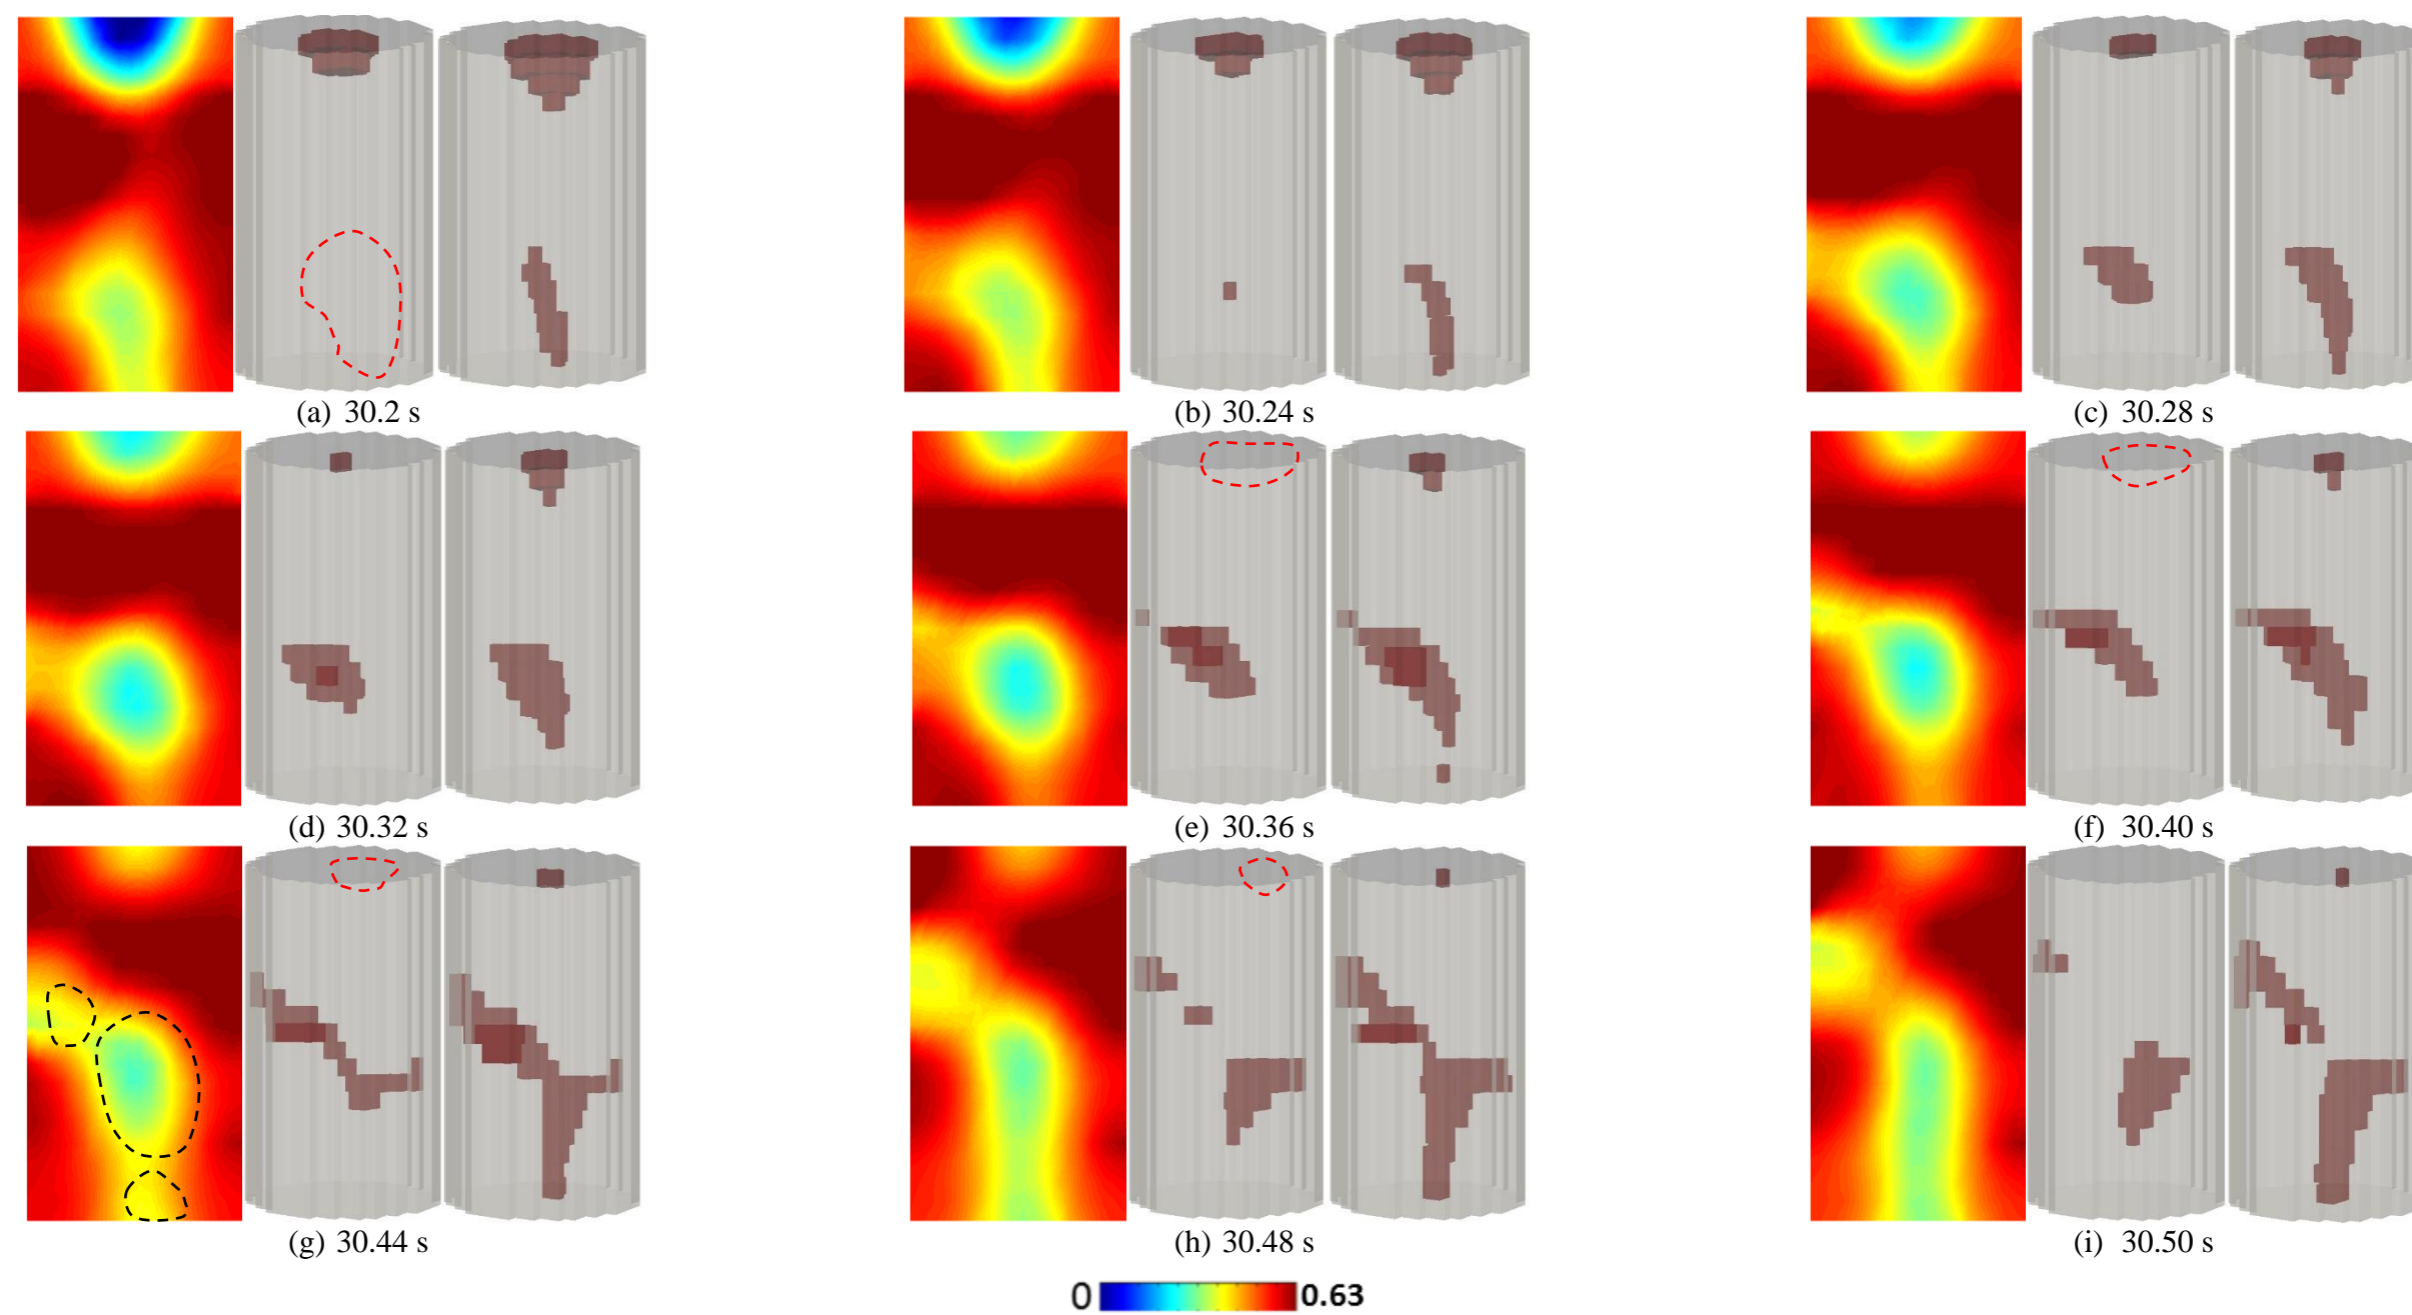 (a) 30.2 s
(b) 30.24 s
(c) 30.28 s
(d) 30.32 s
(e) 30.36 s
(f) 30.40 s
(g) 30.44 s
(h) 30.48 s
(i) 30.50 s
0 0.63